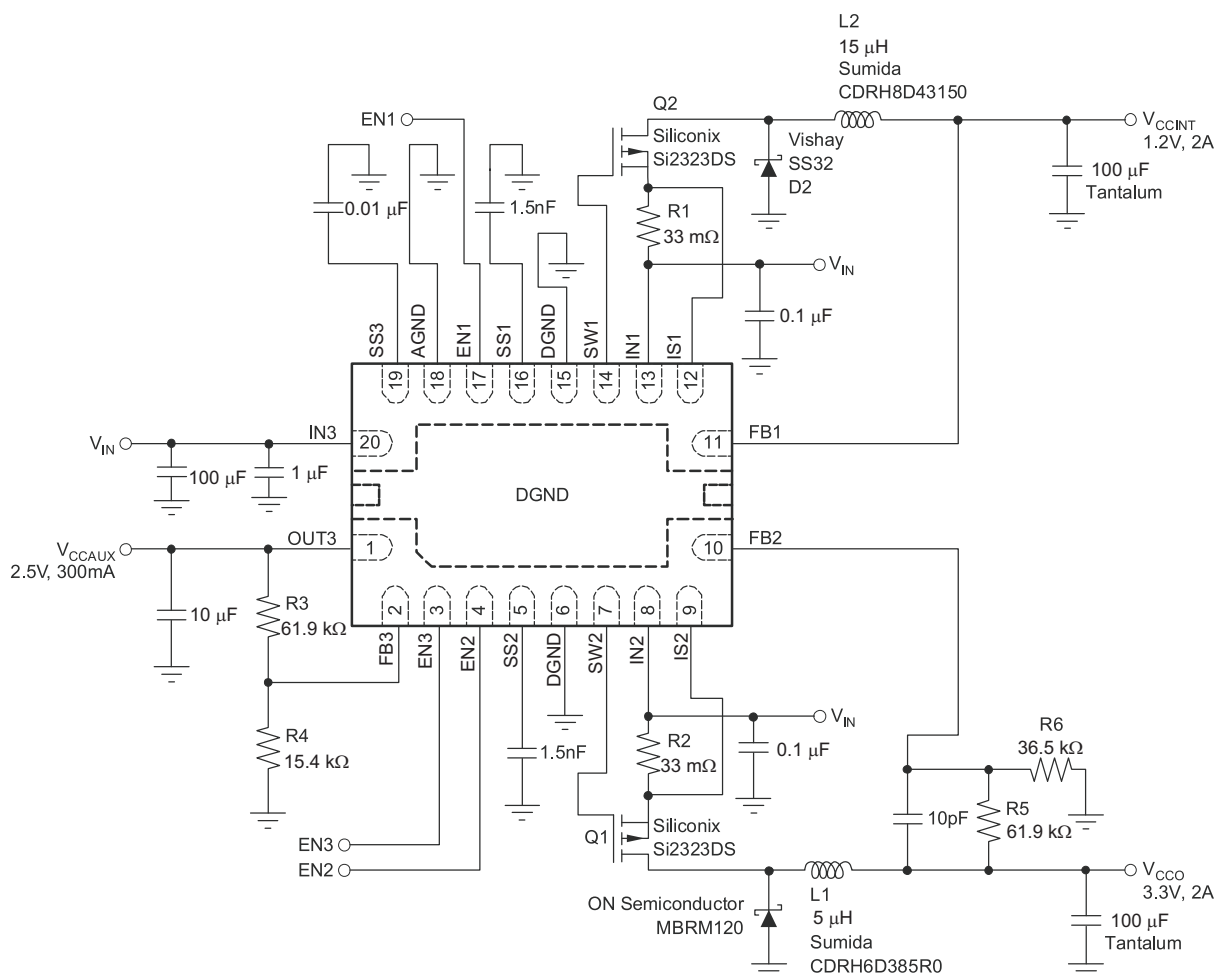 L2
15 μH
Sumida
CDRH8D43150
Q2
EN1
Siliconix
Si2323DS
Vishay
SS32
D2
VCCINT
1.2V, 2A
100 μF
Tantalum
0.01 μF
1.5nF
R1
33 mΩ
VIN
0.1 μF
SS3
AGND
EN1
SS1
DGND
SW1
IN1
IS1
19
18
17
16
15
14
13
12
VIN
IN3
20
11
FB1
100 μF
1 μF
DGND
VCCAUX
2.5V, 300mA
OUT3
1
10
FB2
10 μF
R3
61.9 kΩ
2
3
4
5
6
7
8
9
FB3
EN3
EN2
SS2
DGND
SW2
IN2
IS2
R4
15.4 kΩ
1.5nF
R2
33 mΩ
VIN
0.1 μF
R6
36.5 kΩ
10pF
R5
61.9 kΩ
Q1
Siliconix
Si2323DS
EN3
EN2
ON Semiconductor
MBRM120
L1
5 μH
Sumida
CDRH6D385R0
VCCO
3.3V, 2A
100 μF
Tantalum